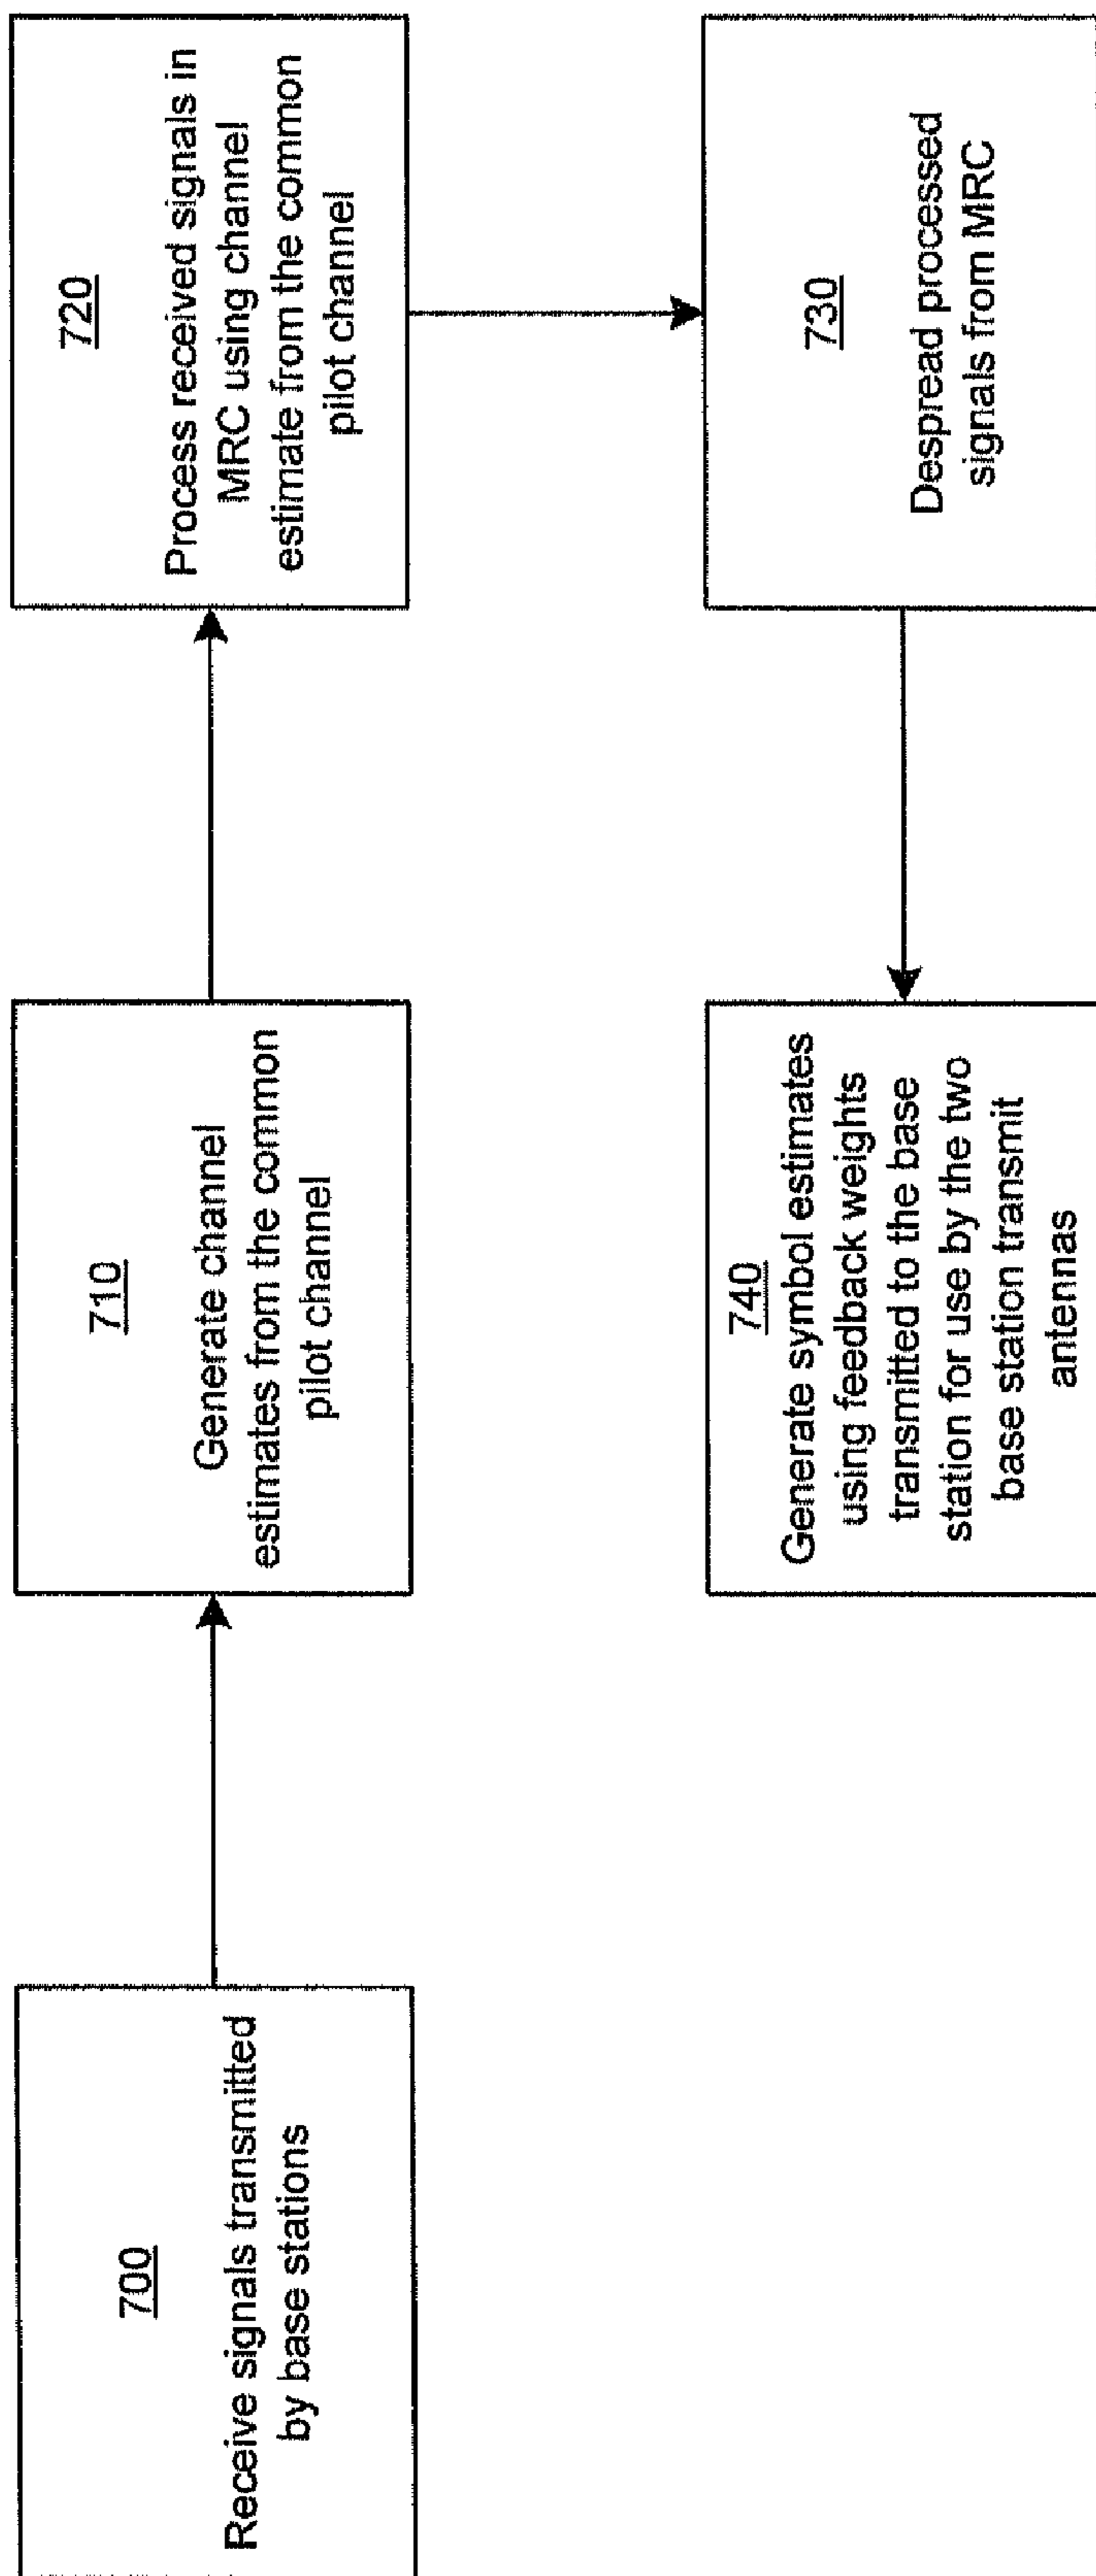 700
Receive signals transmitted
by base stations
710
Generate channel
estimates from the common
pilot channel
720
Process received signals in
MRC using channel
estimate from the common
pilot channel
730
Despread processed
signals from MRC
740
Generate symbol estimates
using feedback weights
transmitted to the base
station for use by the two
base station transmit
antennas